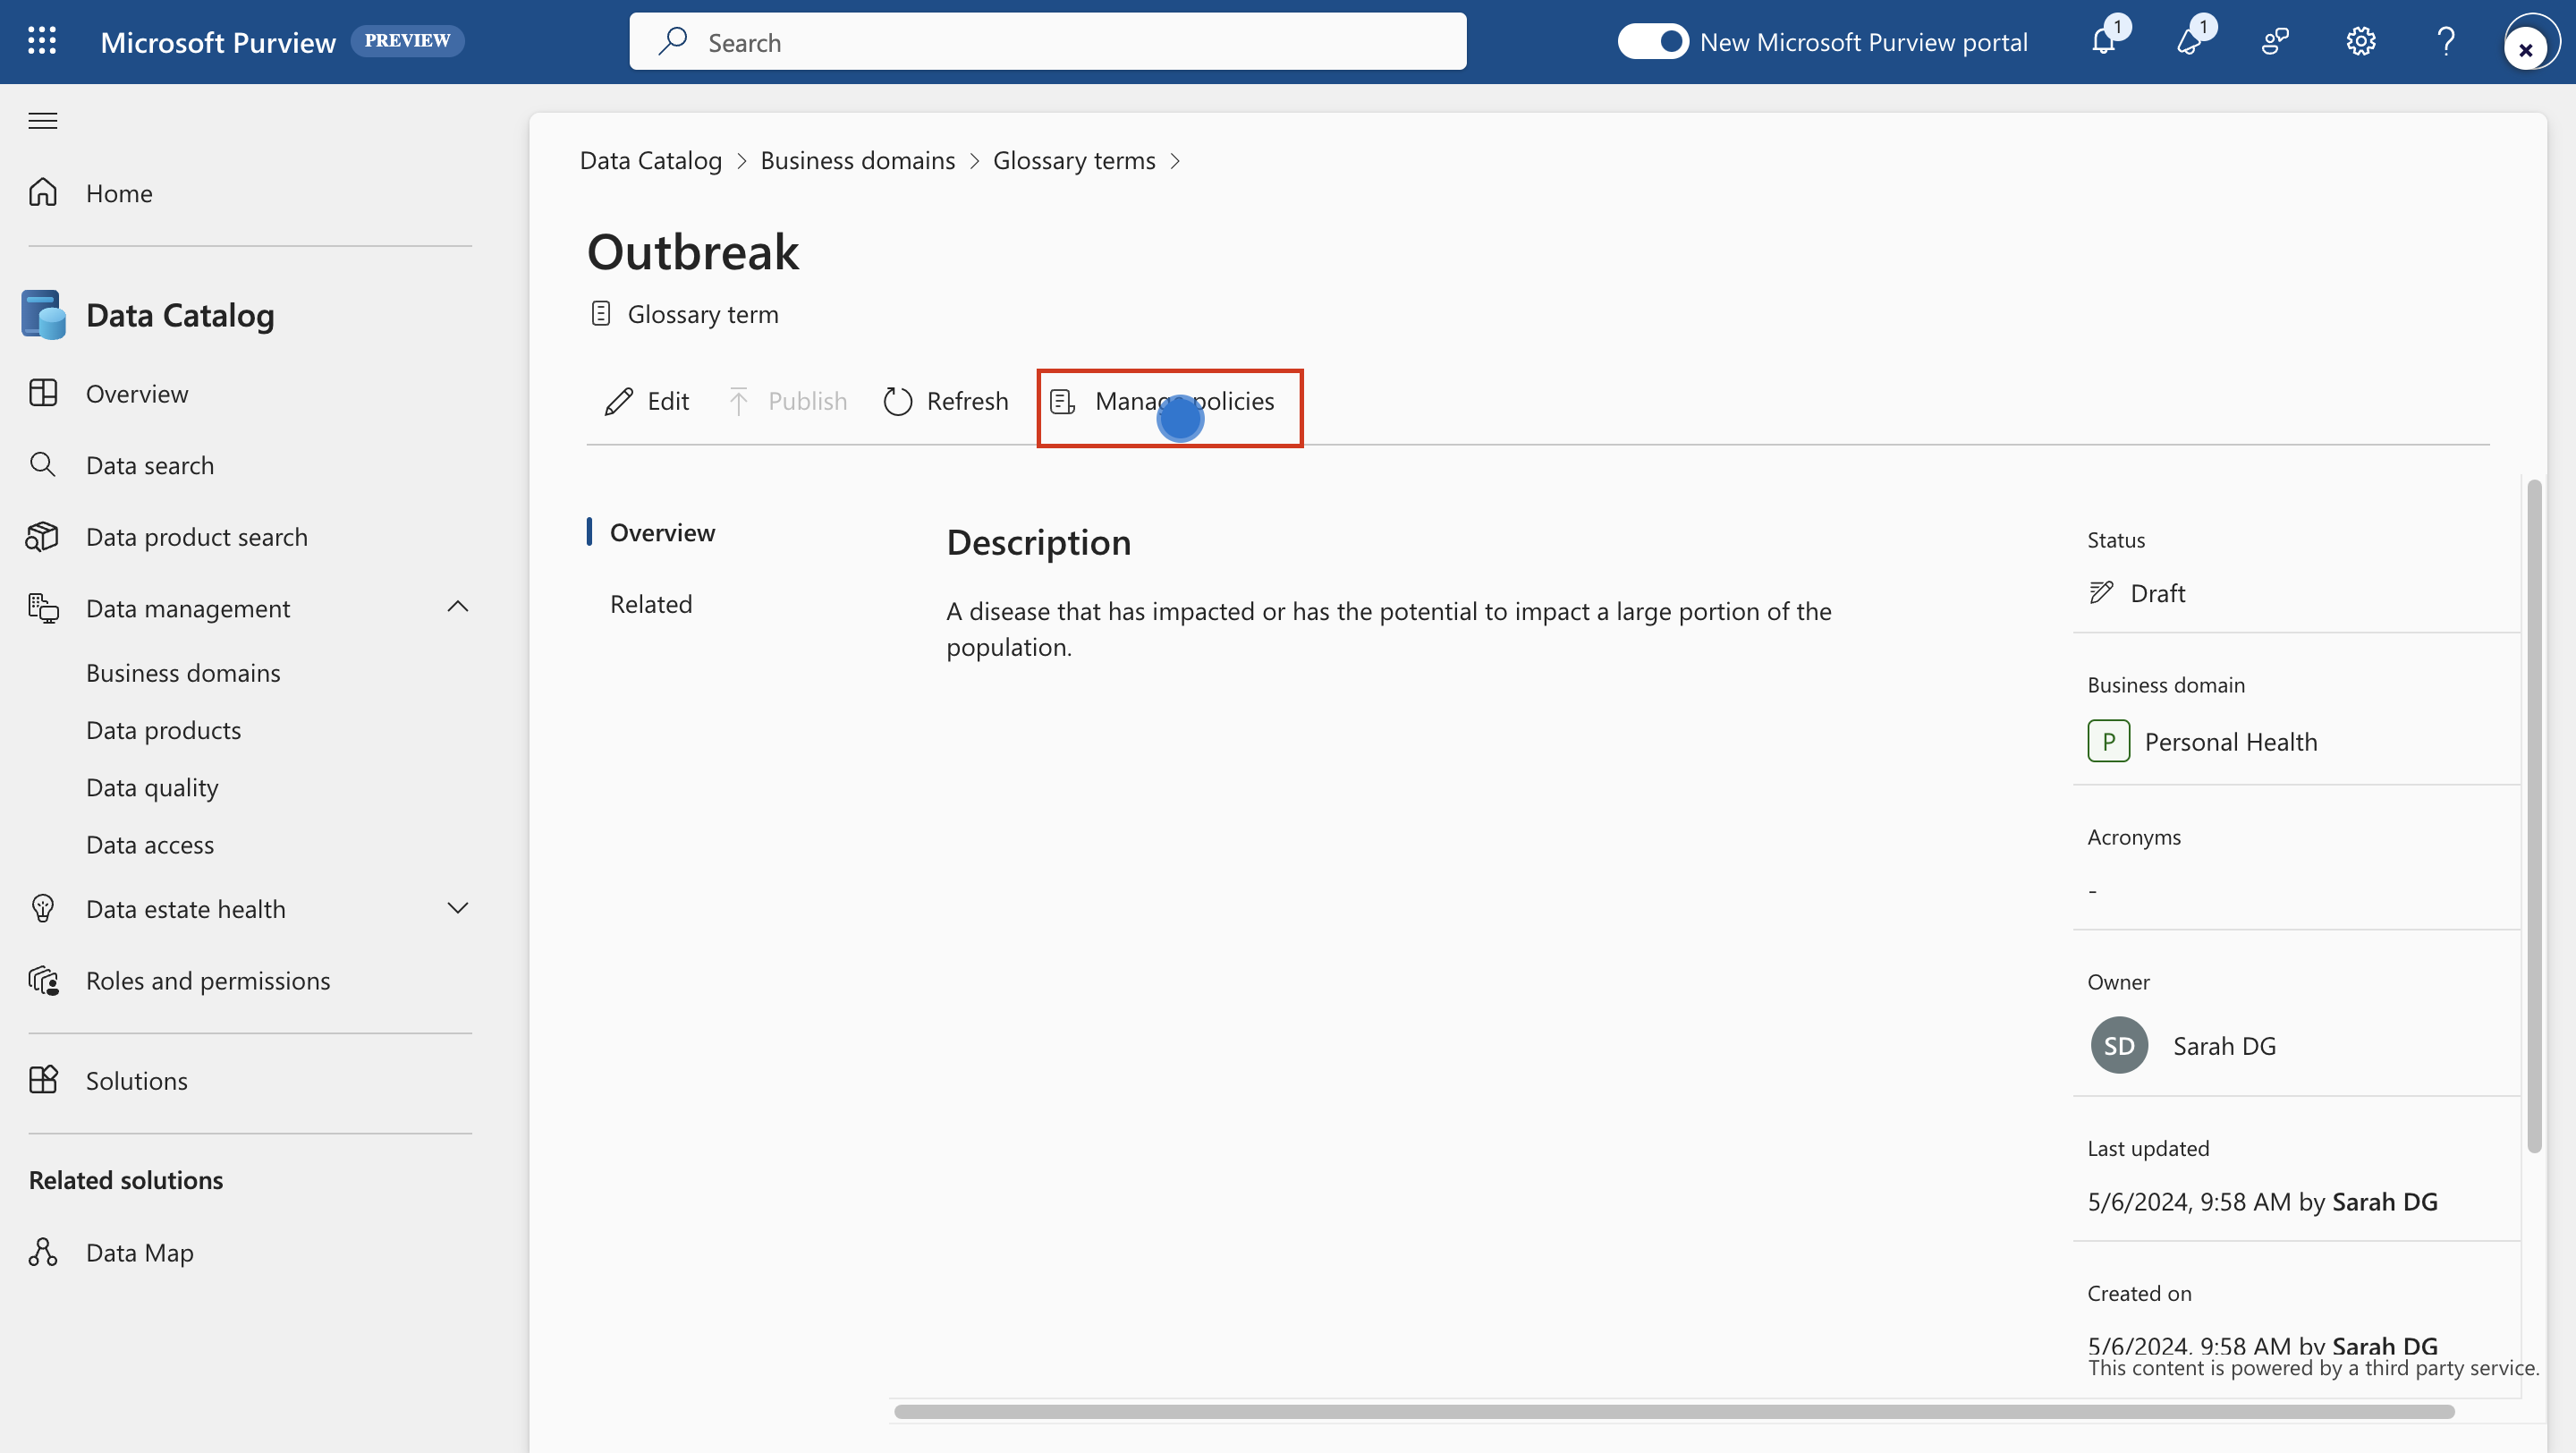 Microsoft Purview PREVIEW
Search
New Microsoft Purview portal
1
1
Home
Data Catalog
Overview
Data search
Data product search
Data management
Business domains
Data products
Data quality
Data access
Data estate health
Roles and permissions
Solutions
Related solutions
Data Map
Data Catalog > Business domains > Glossary terms >
Outbreak
Glossary term
Edit Publish Refresh Manage policies
Overview
Related
Description
A disease that has impacted or has the potential to impact a large portion of the
population.
Status
Draft
Business domain
P Personal Health
Acronyms
-
Owner
SD Sarah DG
Last updated
5/6/2024, 9:58 AM by Sarah DG
Created on
5/6/2024, 9:58 AM by Sarah DG
This content is powered by a third party service.